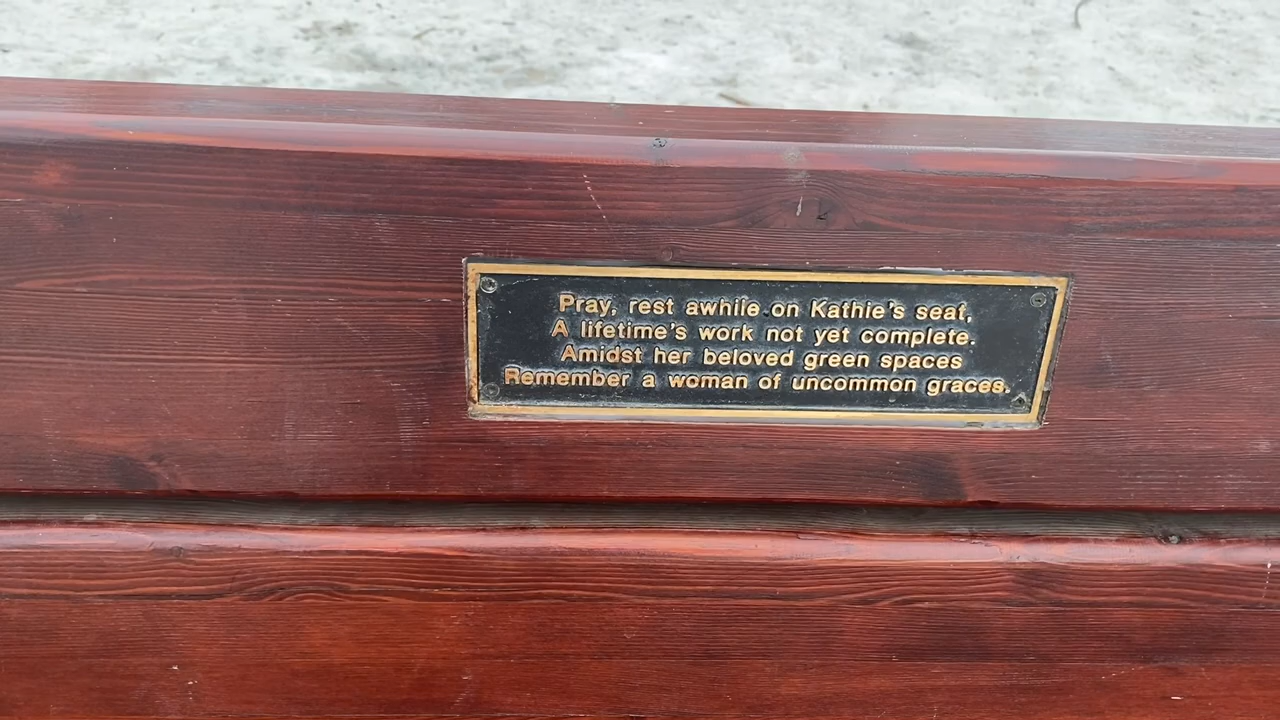 Pray, rest awhile on Kathie's seat,
A lifetime's work not yet complete.
Amidst her beloved green spaces
Remember a woman of uncommon graces.